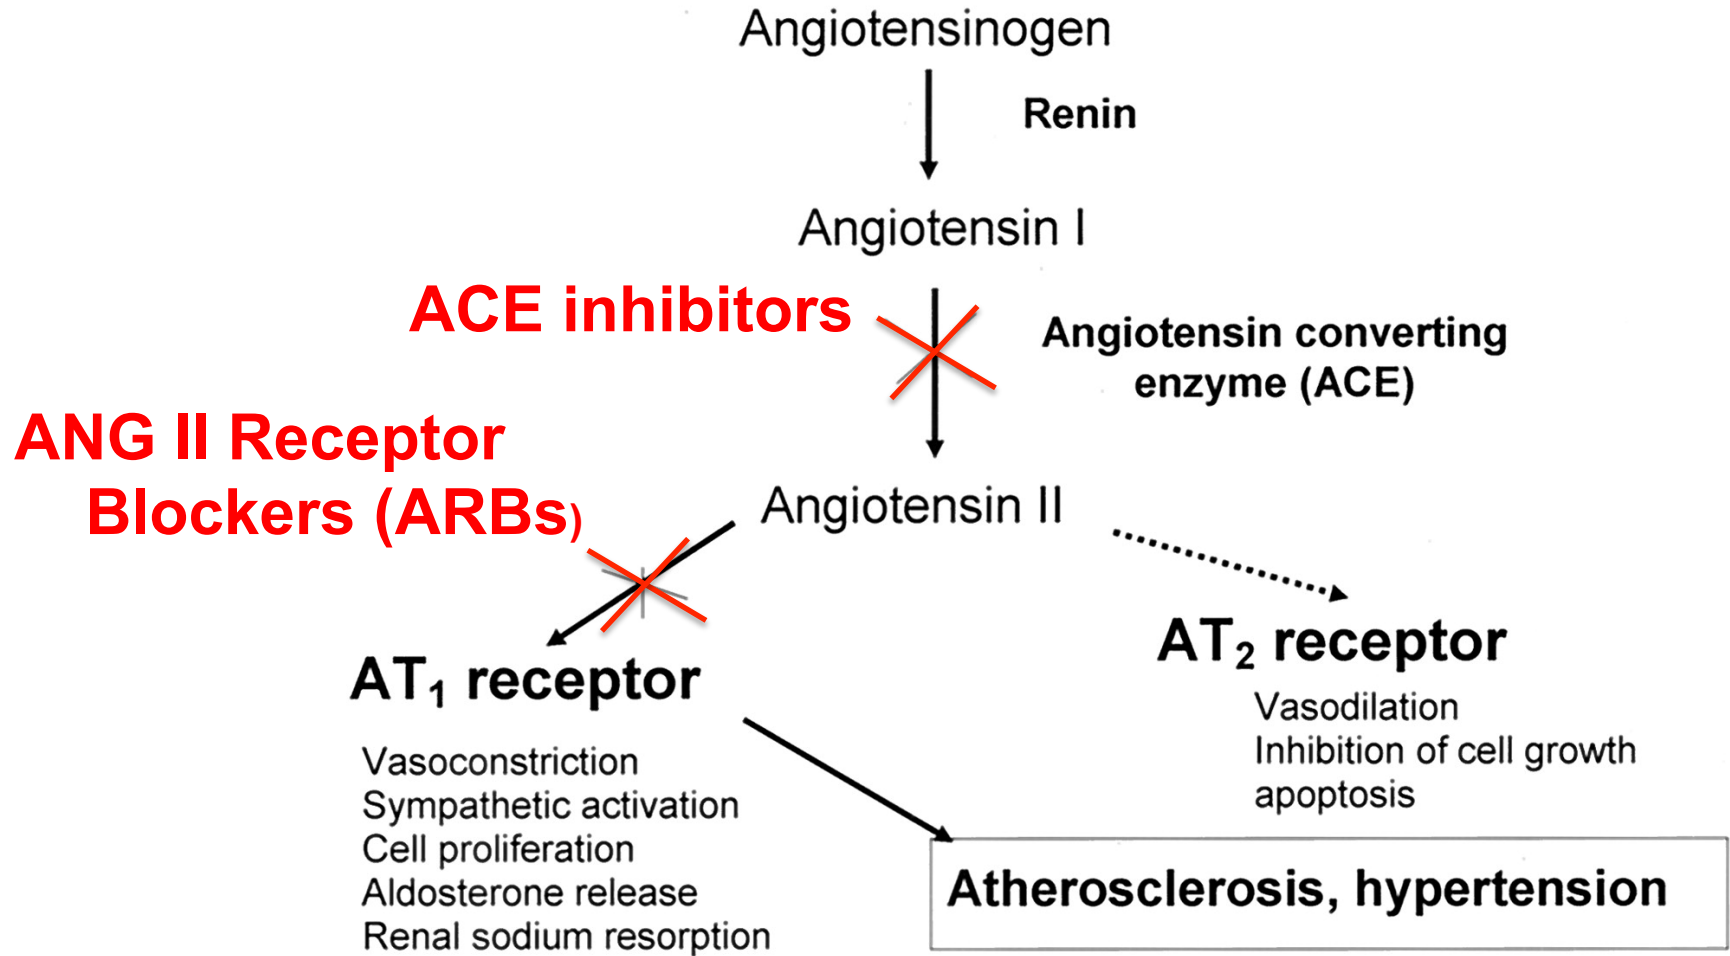 Angiotensinogen
Renin
Angiotensin I
ACE inhibitors
Angiotensin converting
enzyme (ACE)
ANG II Receptor
Blockers (ARBs)
Angiotensin II
AT₁ receptor
Vasoconstriction
Sympathetic activation
Cell proliferation
Aldosterone release
Renal sodium resorption
AT₂ receptor
Vasodilation
Inhibition of cell growth
apoptosis
Atherosclerosis, hypertension